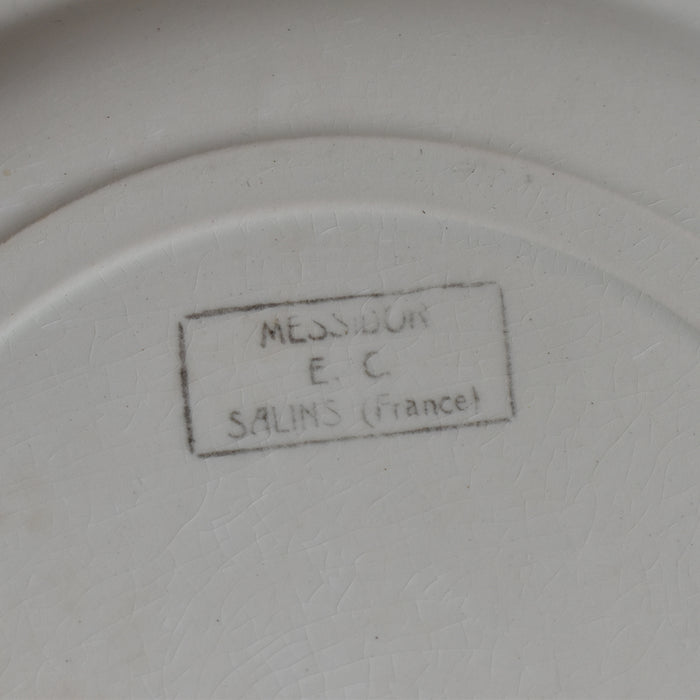 MESSIDOR
E. C.
SALINS (France)